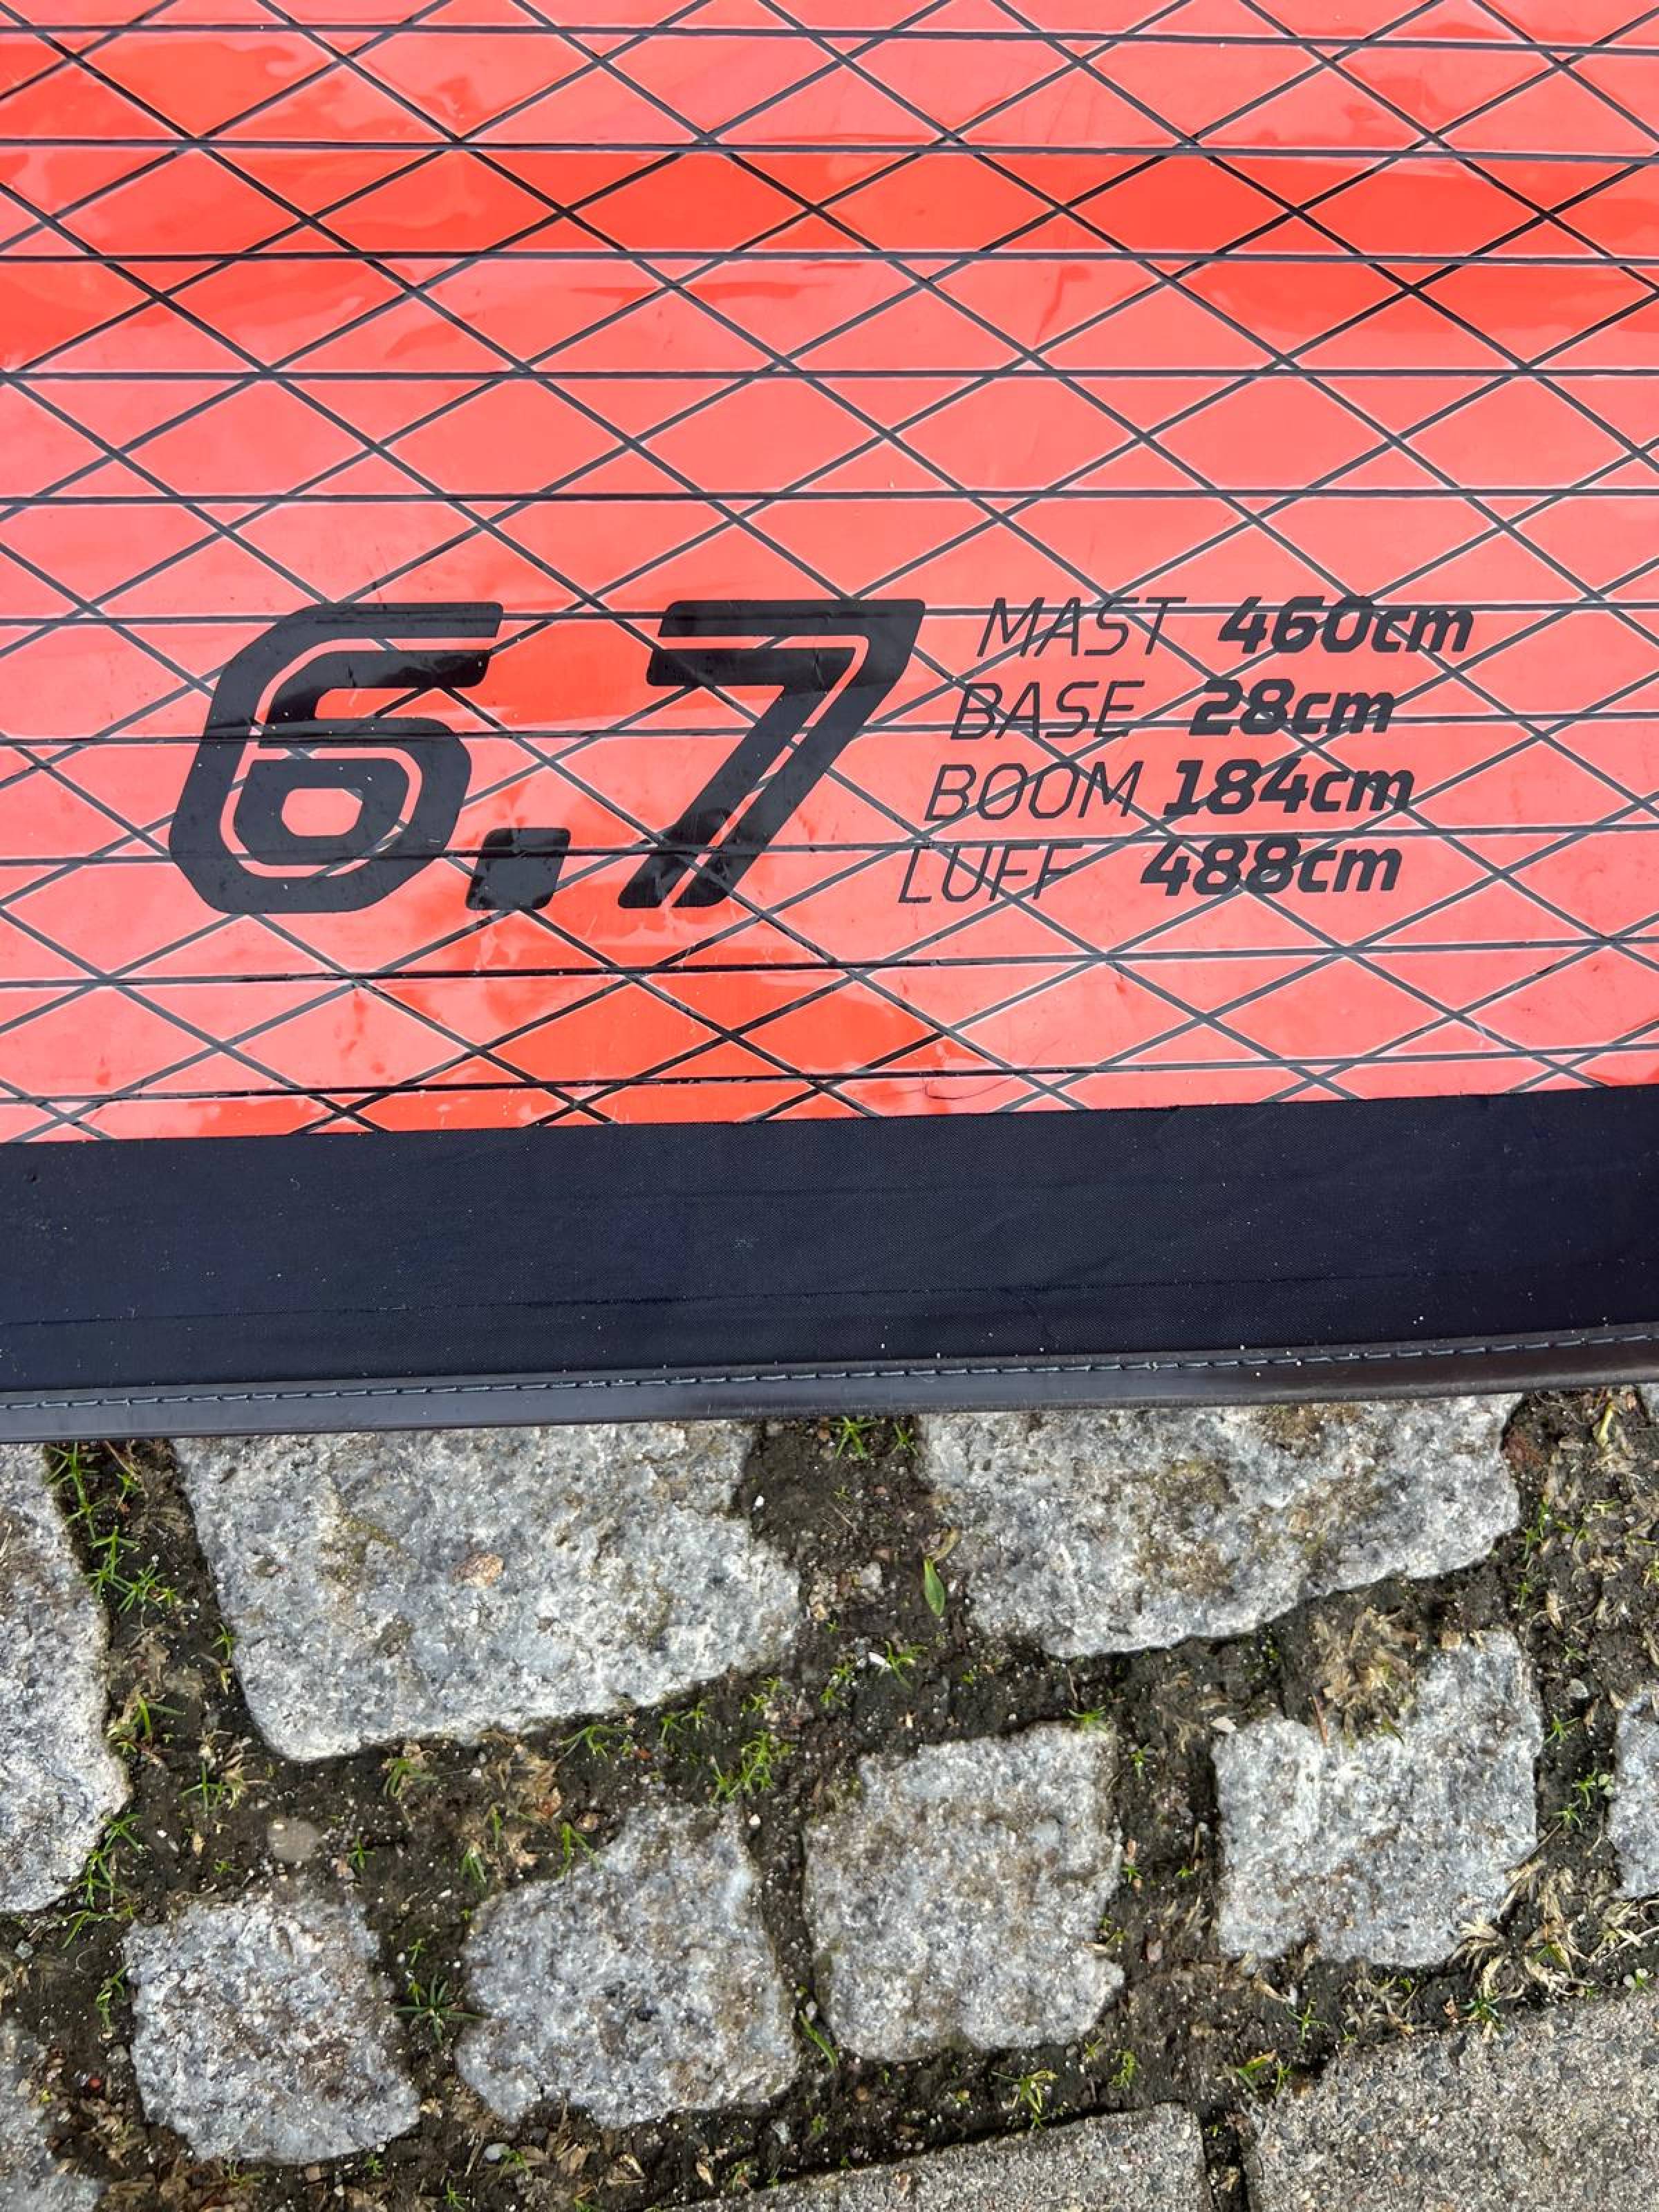 6.7
MAST 460cm
BASE 28cm
BOOM 184cm
LUFF 488cm